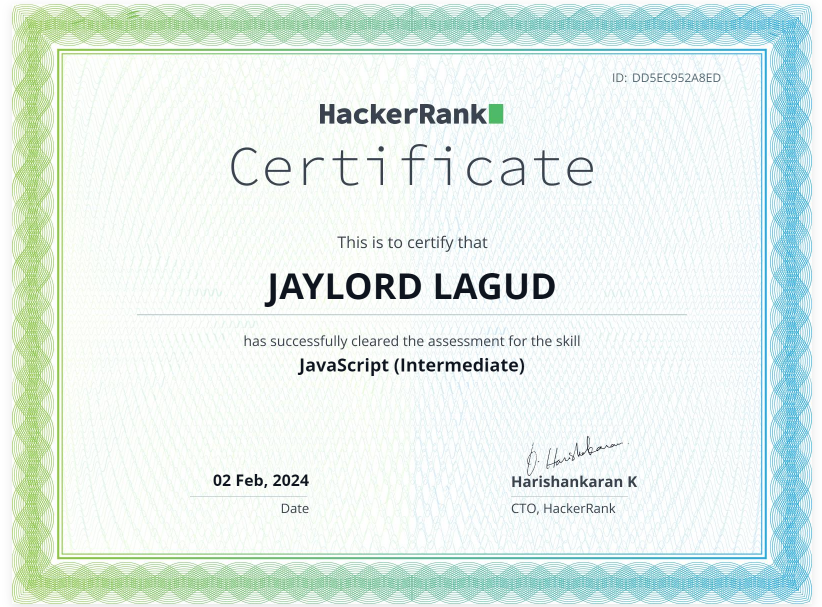 ID: DD5EC952A8ED
HackerRank
Certificate
This is to certify that
JAYLORD LAGUD
has successfully cleared the assessment for the skill
JavaScript (Intermediate)
02 Feb, 2024
Date
D. Harishankaran
Harishankaran K
CTO, HackerRank